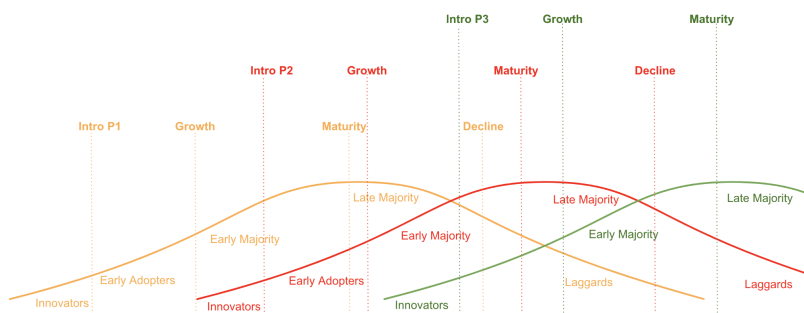 Intro P3 Growth Maturity
Intro P2 Growth Maturity Decline
Intro P1 Growth Maturity Decline
Late Majority Late Majority Late Majority
Early Majority Early Majority Early Majority
Early Adopters Early Adopters Laggards Laggards
Innovators Innovators Innovators